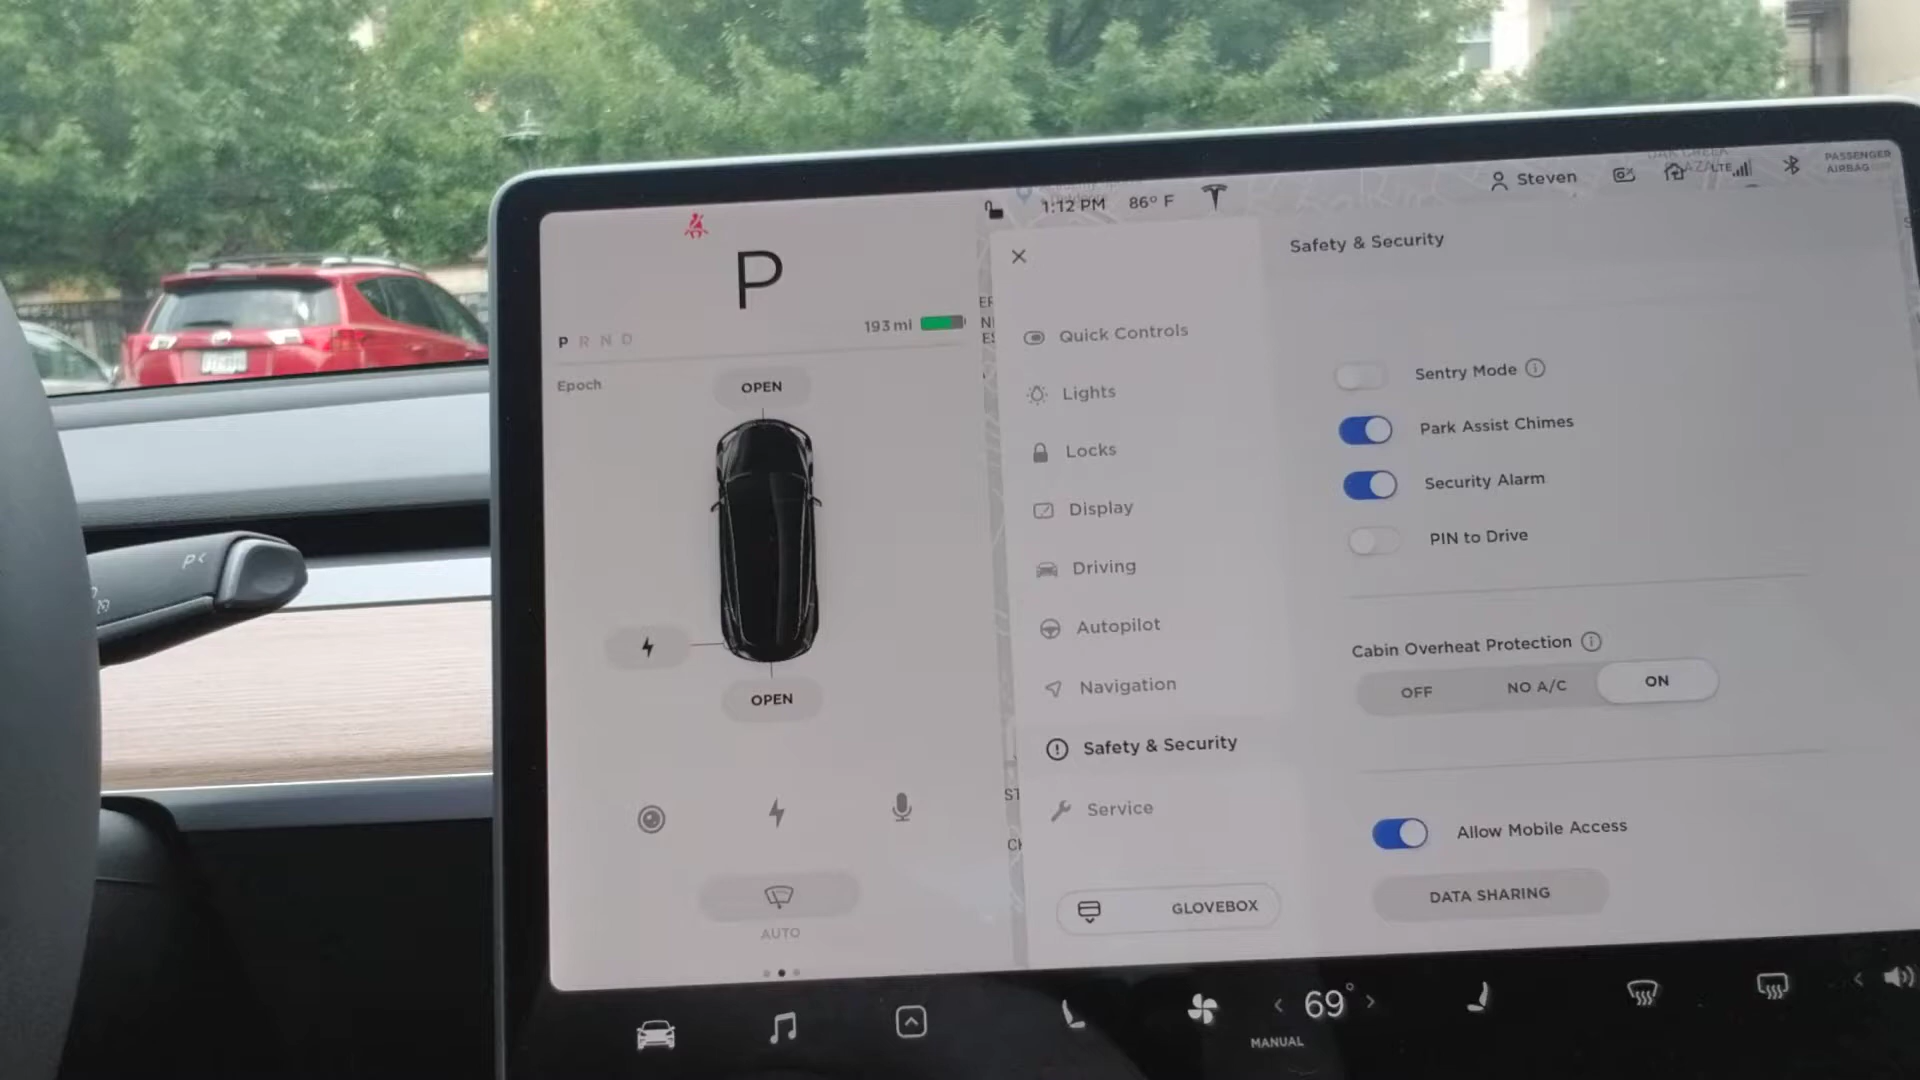 Steven
LTE
PASSENGER
AIRBAG
1:12 PM
86° F
P
193 mi
P R N D
Epoch
OPEN
OPEN
AUTO
Safety & Security
Quick Controls
Lights
Locks
Display
Driving
Autopilot
Navigation
Safety & Security
Service
GLOVEBOX
Sentry Mode
Park Assist Chimes
Security Alarm
PIN to Drive
Cabin Overheat Protection
OFF
NO A/C
ON
Allow Mobile Access
DATA SHARING
69°
MANUAL
P<